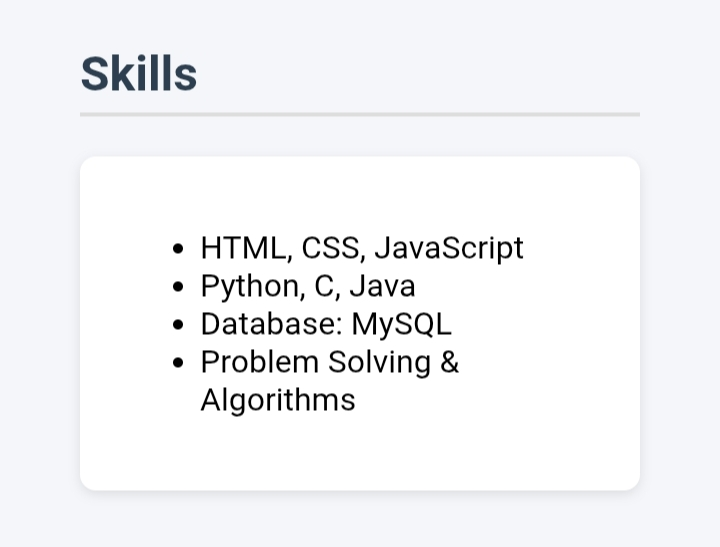 Skills
• HTML, CSS, JavaScript
• Python, C, Java
• Database: MySQL
• Problem Solving &
Algorithms